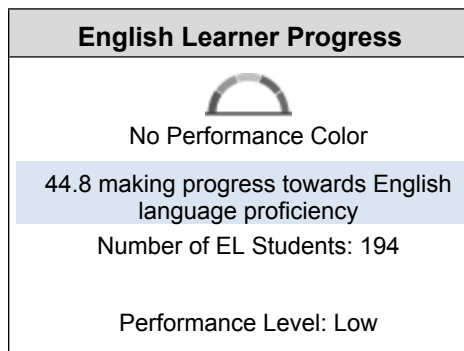 English Learner Progress
No Performance Color
44.8 making progress towards English
language proficiency
Number of EL Students: 194
Performance Level: Low